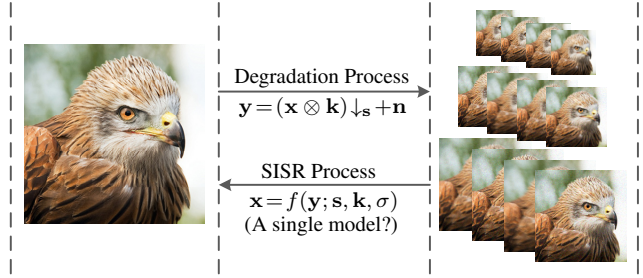 Degradation Process
y=(x ⊗ k)↓s+n
SISR Process
x=f(y; s, k, σ)
(A single model?)